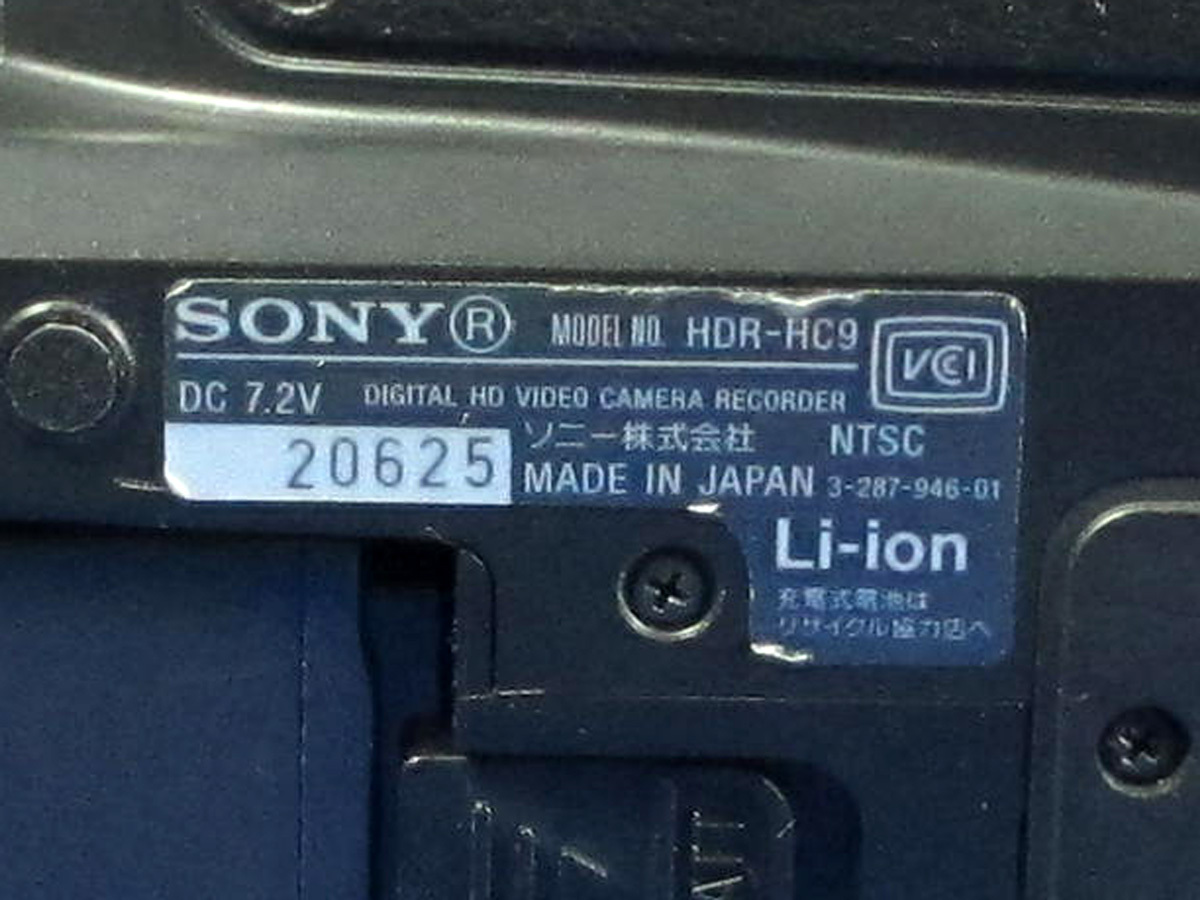 SONY® MODEL NO. HDR-HC9
VCCI
DC 7.2V DIGITAL HD VIDEO CAMERA RECORDER
20625
ソニー株式会社 NTSC
MADE IN JAPAN 3-287-946-01
Li-ion
充電式電池は
リサイクル協力店へ
BATT